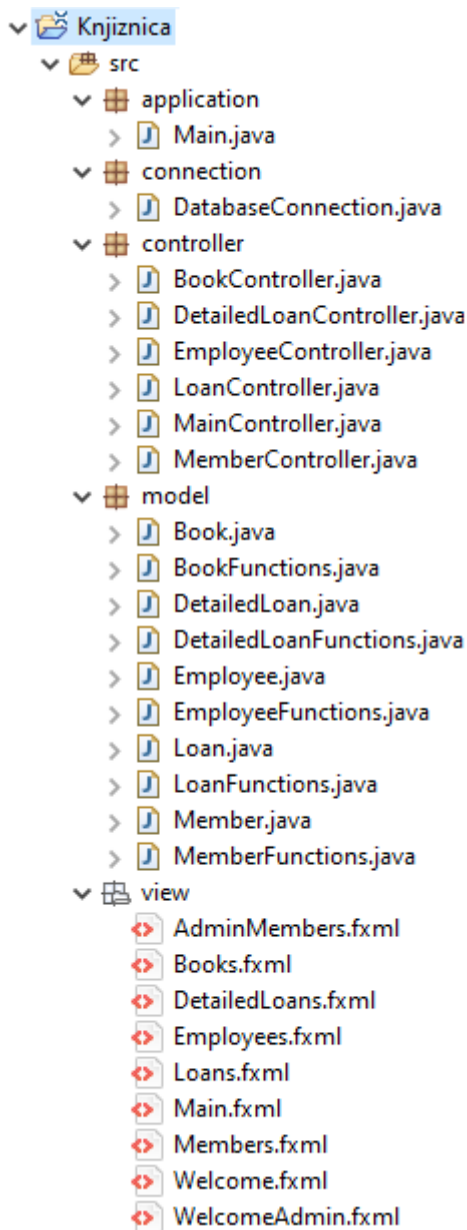 Knjiznica
src
application
Main.java
connection
DatabaseConnection.java
controller
BookController.java
DetailedLoanController.java
EmployeeController.java
LoanController.java
MainController.java
MemberController.java
model
Book.java
BookFunctions.java
DetailedLoan.java
DetailedLoanFunctions.java
Employee.java
EmployeeFunctions.java
Loan.java
LoanFunctions.java
Member.java
MemberFunctions.java
view
AdminMembers.fxml
Books.fxml
DetailedLoans.fxml
Employees.fxml
Loans.fxml
Main.fxml
Members.fxml
Welcome.fxml
WelcomeAdmin.fxml